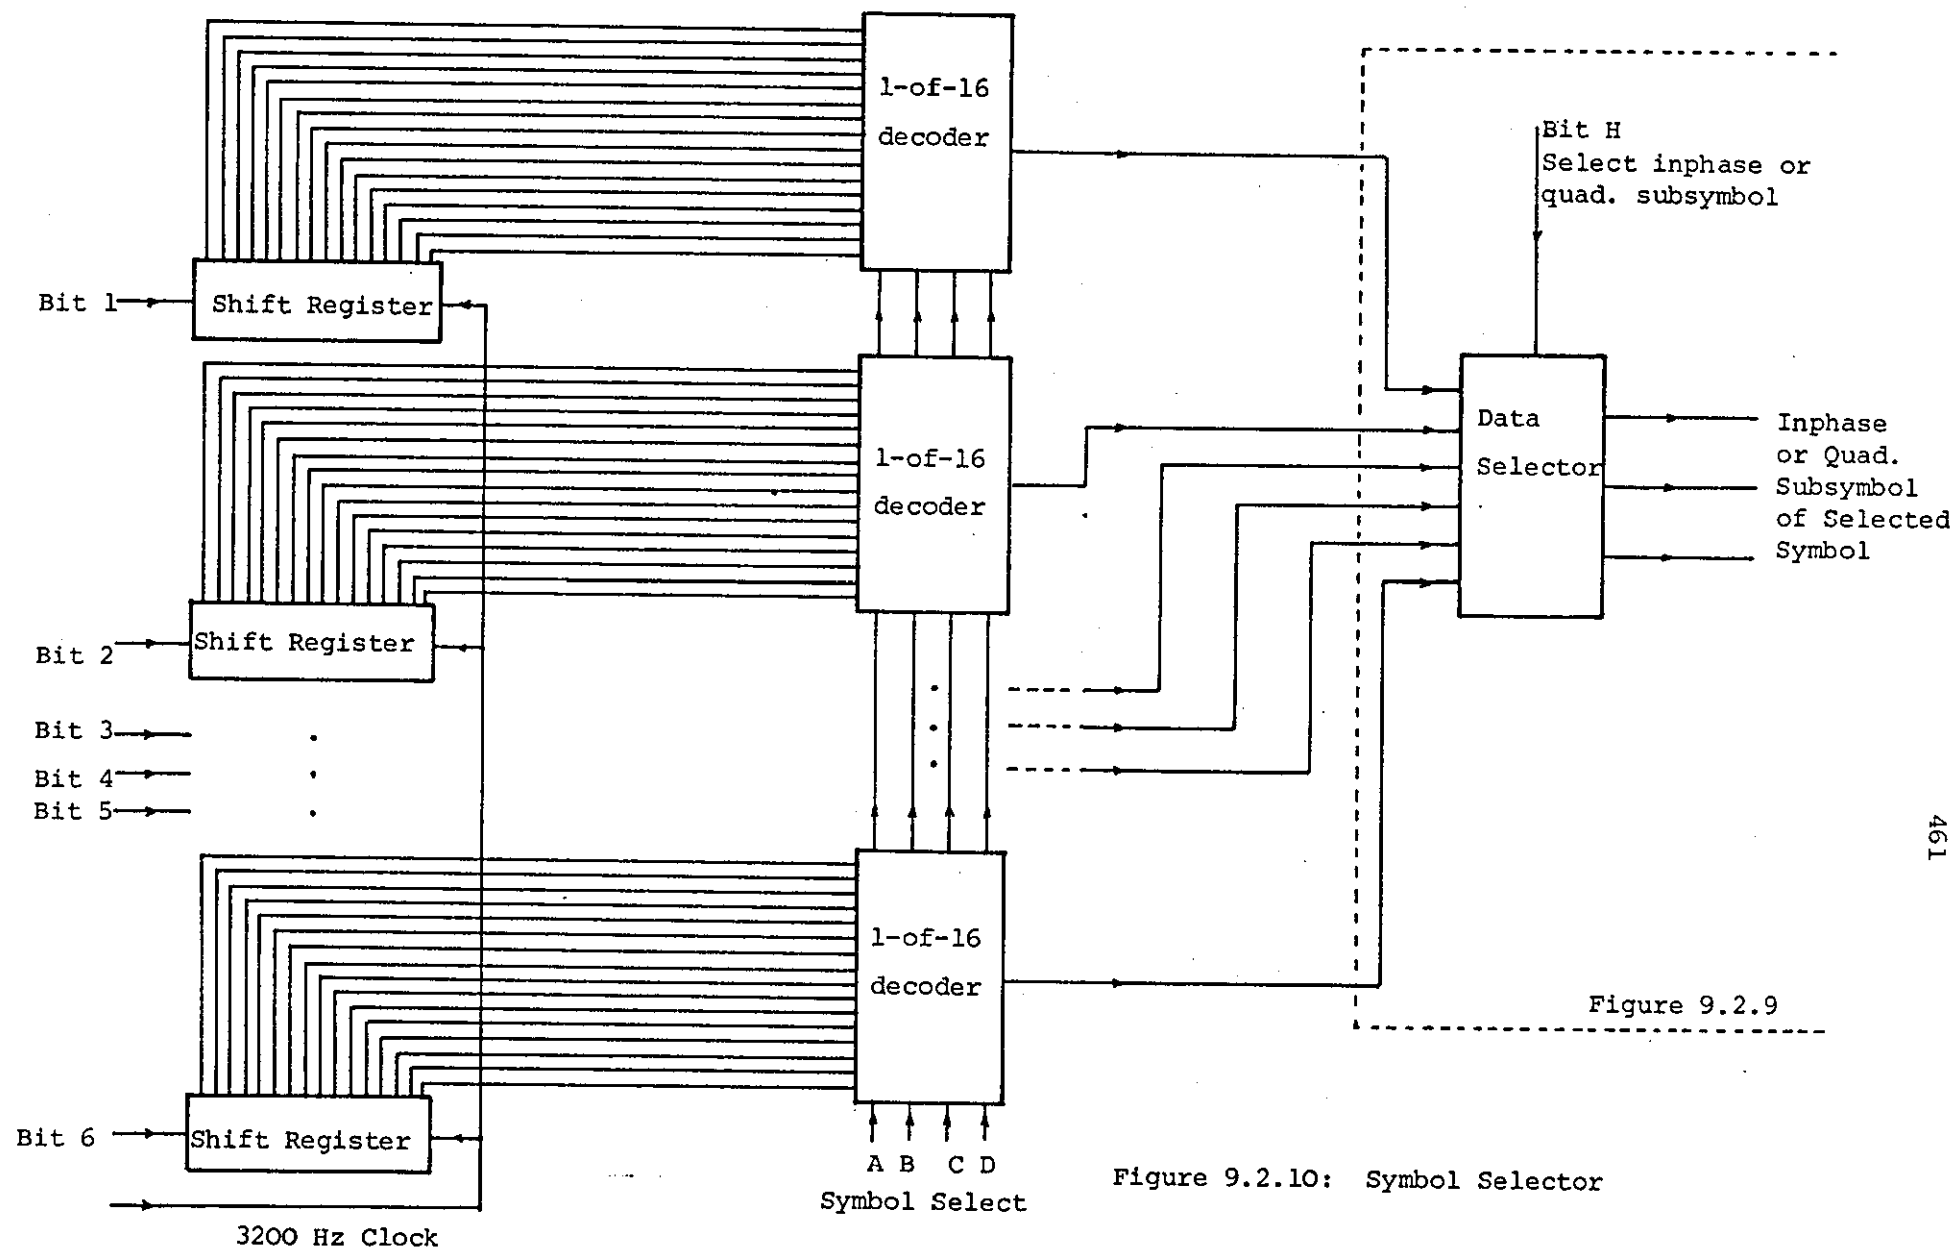 1-of-16
decoder
Bit H
Select inphase or
quad. subsymbol
Bit 1
Shift Register
1-of-16
decoder
Data
Selector
Inphase
or Quad.
Subsymbol
of Selected
Symbol
Bit 2
Shift Register
Bit 3
Bit 4
Bit 5
461
1-of-16
decoder
Figure 9.2.9
Bit 6
Shift Register
A B C D
Symbol Select
Figure 9.2.10: Symbol Selector
3200 Hz Clock